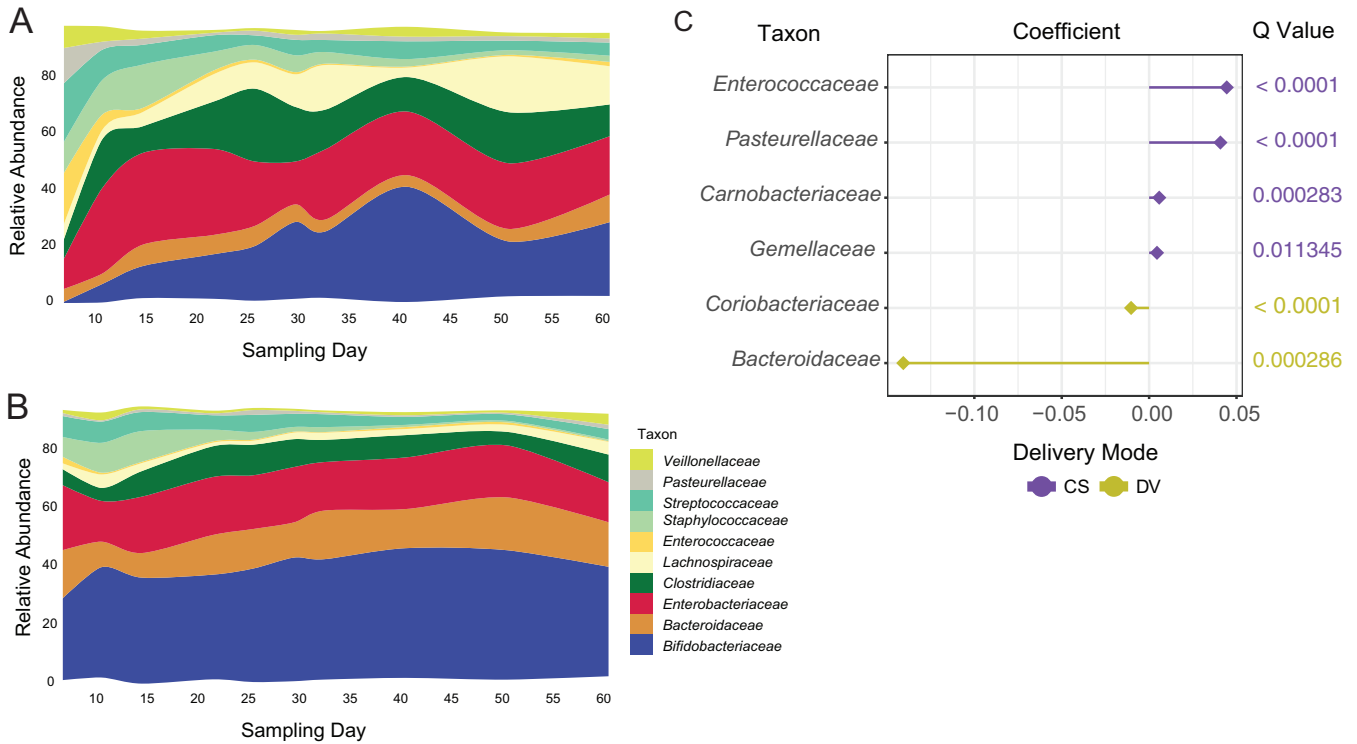 A
Relative Abundance
80
60
40
20
0
10 15 20 25 30 35 40 45 50 55 60
Sampling Day
B
Relative Abundance
80
60
40
20
0
10 15 20 25 30 35 40 45 50 55 60
Sampling Day
Taxon
Veillonellaceae
Pasteurellaceae
Streptococcaceae
Staphylococcaceae
Enterococcaceae
Lachnospiraceae
Clostridiaceae
Enterobacteriaceae
Bacteroidaceae
Bifidobacteriaceae
C
Taxon Coefficient Q Value
Enterococcaceae < 0.0001
Pasteurellaceae < 0.0001
Carnobacteriaceae 0.000283
Gemellaceae 0.011345
Coriobacteriaceae < 0.0001
Bacteroidaceae 0.000286
−0.10 −0.05 0.00 0.05
Delivery Mode
CS DV